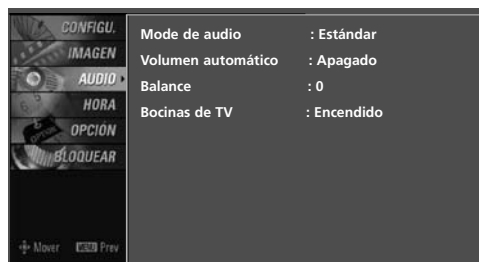 CONFIGU.
IMAGEN
AUDIO
HORA
OPCIÓN
BLOQUEAR
Mover MENU Prev
Mode de audio : Estándar
Volumen automático : Apagado
Balance : 0
Bocinas de TV : Encendido